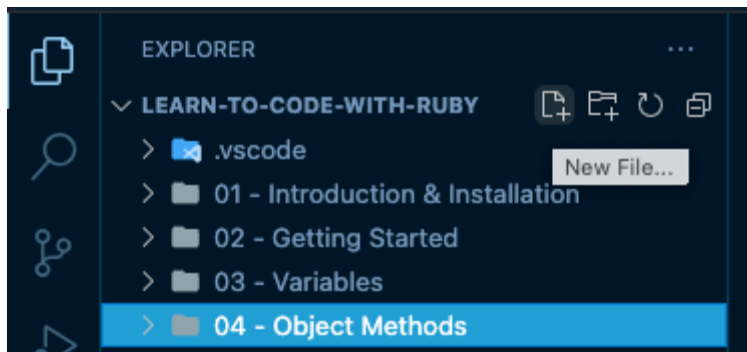 EXPLORER
LEARN-TO-CODE-WITH-RUBY
.vscode
New File...
01 - Introduction & Installation
02 - Getting Started
03 - Variables
04 - Object Methods